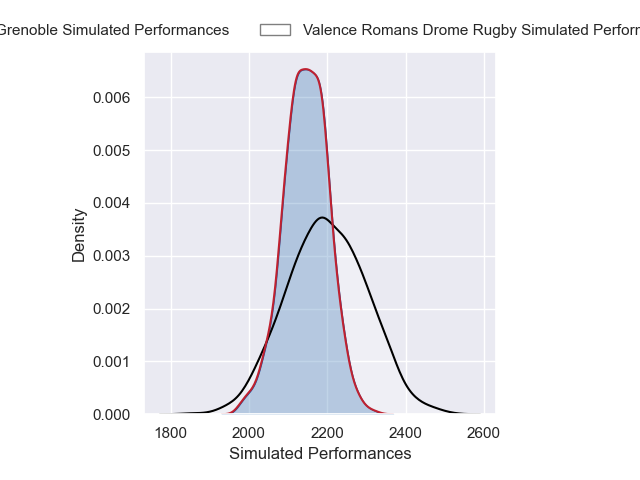 Grenoble Simulated Performances
Valence Romans Drome Rugby Simulated
0.006
0.005
0.004
0.003
0.002
0.001
0.000
Density
1800 2000 2200 2400 2600
Simulated Performances